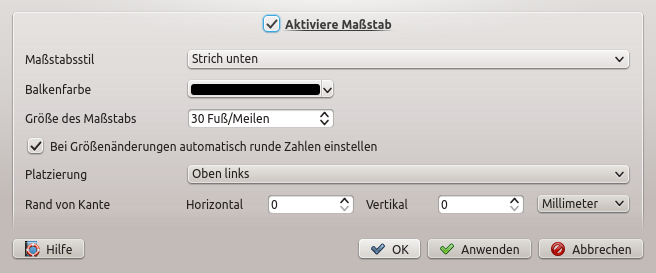 Aktiviere Maßstab
Maßstabsstil Strich unten
Balkenfarbe
Größe des Maßstabs 30 Fuß/Meilen
Bei Größenänderungen automatisch runde Zahlen einstellen
Platzierung Oben links
Rand von Kante Horizontal 0 Vertikal 0 Millimeter
Hilfe OK Anwenden Abbrechen